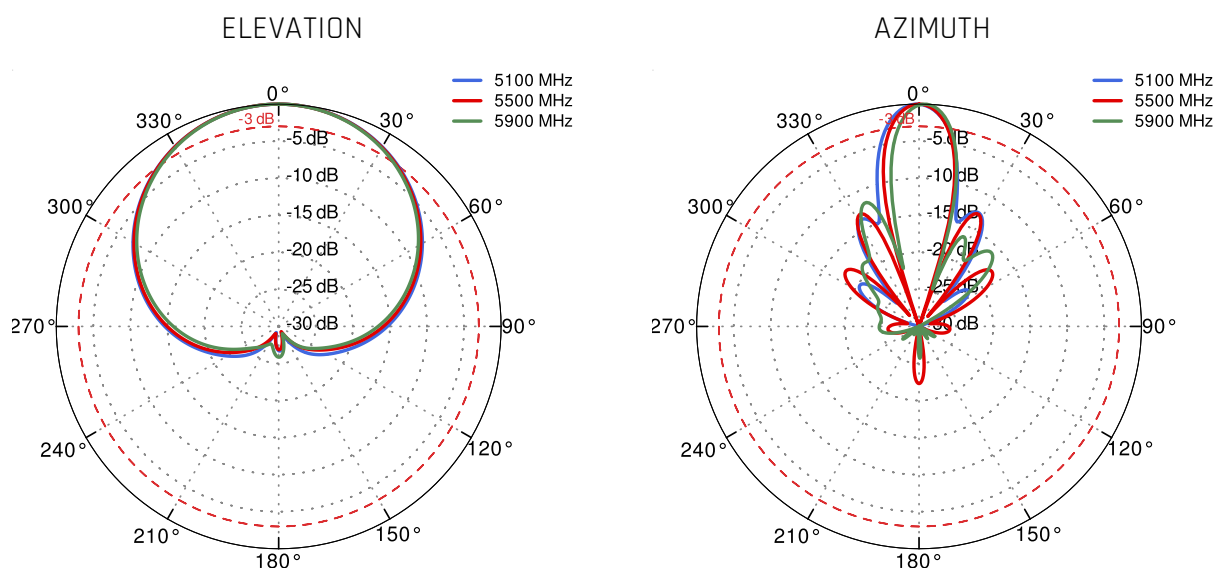 ELEVATION
5100 MHz
5500 MHz
5900 MHz
0°
30°
60°
90°
120°
150°
180°
210°
240°
270°
300°
330°
-3 dB
-5 dB
-10 dB
-15 dB
-20 dB
-25 dB
-30 dB
AZIMUTH
5100 MHz
5500 MHz
5900 MHz
0°
30°
60°
90°
120°
150°
180°
210°
240°
270°
300°
330°
-3 dB
-5 dB
-10 dB
-15 dB
-20 dB
-25 dB
-30 dB